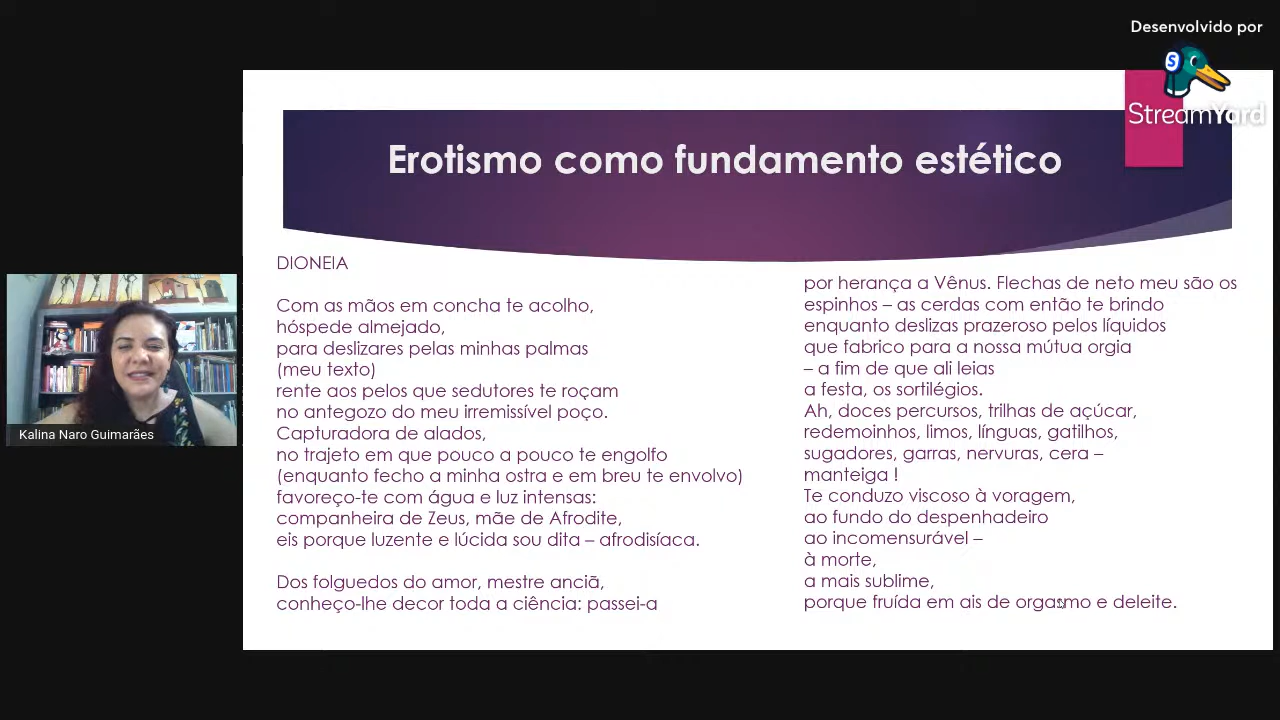 Desenvolvido por
StreamYard
Erotismo como fundamento estético
DIONEIA
Com as mãos em concha te acolho,
hóspede almejado,
para deslizares pelas minhas palmas
(meu texto)
rente aos pelos que sedutores te roçam
no antegozo do meu irremissível poço.
Capturadora de alados,
no trajeto em que pouco a pouco te engolfo
(enquanto fecho a minha ostra e em breu te envolvo)
favoreço-te com água e luz intensas:
companheira de Zeus, mãe de Afrodite,
eis porque luzente e lúcida sou dita – afrodisíaca.
Dos folguedos do amor, mestre anciã,
conheço-lhe decor toda a ciência: passei-a
por herança a Vênus. Flechas de neto meu são os
espinhos – as cerdas com então te brindo
enquanto deslizas prazeroso pelos líquidos
que fabrico para a nossa mútua orgia
– a fim de que ali leias
a festa, os sortilégios.
Ah, doces percursos, trilhas de açúcar,
redemoinhos, limos, línguas, gatilhos,
sugadores, garras, nervuras, cera –
manteiga !
Te conduzo viscoso à voragem,
ao fundo do despenhadeiro
ao incomensurável –
à morte,
a mais sublime,
porque fruída em ais de orgasmo e deleite.
Kalina Naro Guimarães